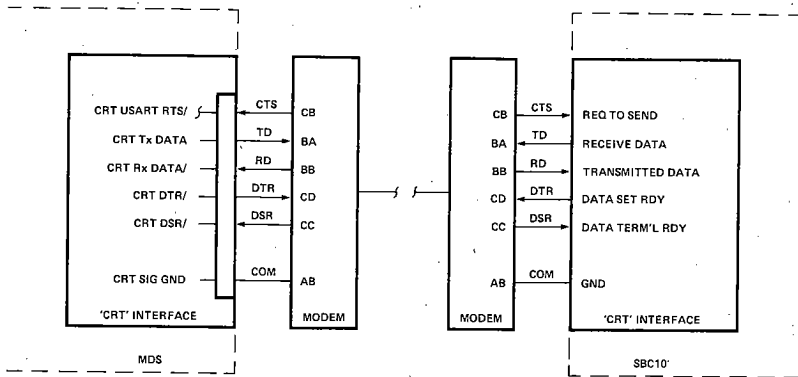 CRT USART RTS/ CTS CB
CRT Tx DATA TD BA
CRT Rx DATA/ RD BB
CRT DTR/ DTR CD
CRT DSR/ DSR CC
CRT SIG GND COM AB
'CRT' INTERFACE
MODEM
MDS
CB CTS REQ TO SEND
BA TD RECEIVE DATA
BB RD TRANSMITTED DATA
CD DTR DATA SET RDY
CC DSR DATA TERM'L RDY
AB COM GND
MODEM
'CRT' INTERFACE
SBC10